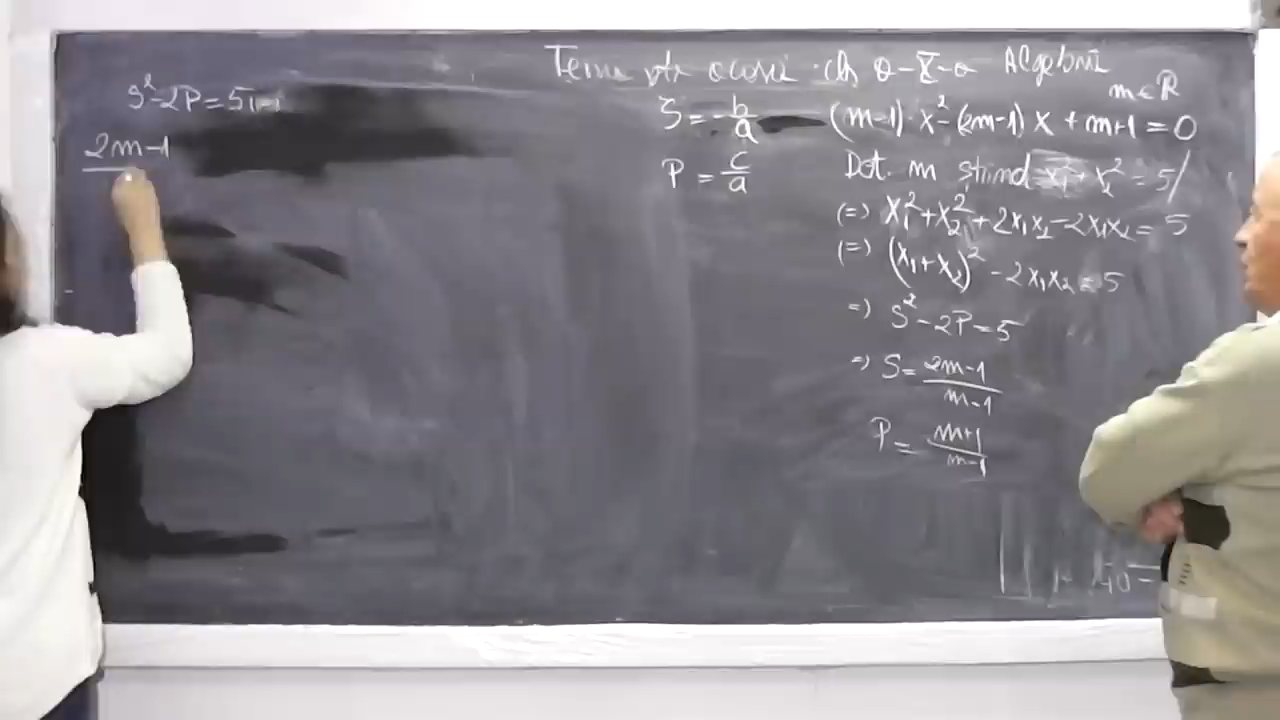 Tema ptr acasă cls a-X-a Algebră
m∈R
S²-2P=5
2m-1
S=-b/a
P=c/a
(m-1)·x²-(2m-1)x+m+1=0
Det. m știind x₁²+x₂²=5/
(=) x₁²+x₂²+2x₁x₂-2x₁x₂=5
(=) (x₁+x₂)²-2x₁x₂=5
=) S²-2P=5
=) S=2m-1/m-1
P=m+1/m-1